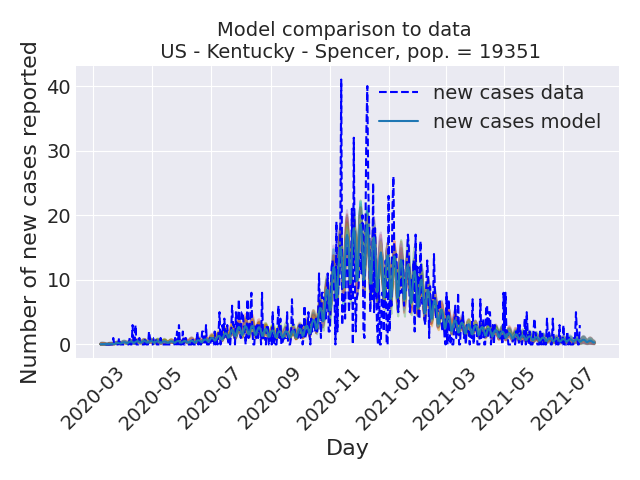 Model comparison to data
US - Kentucky - Spencer, pop. = 19351
new cases data
new cases model
Number of new cases reported
40
30
20
10
0
2020-03
2020-05
2020-07
2020-09
2020-11
2021-01
2021-03
2021-05
2021-07
Day